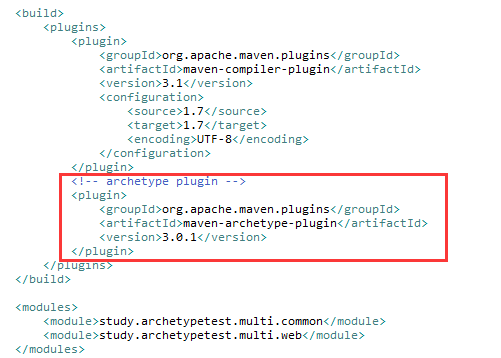 <build>
<plugins>
<plugin>
<groupId>org.apache.maven.plugins</groupId>
<artifactId>maven-compiler-plugin</artifactId>
<version>3.1</version>
<configuration>
<source>1.7</source>
<target>1.7</target>
<encoding>UTF-8</encoding>
</configuration>
</plugin>
<!-- archetype plugin -->
<plugin>
<groupId>org.apache.maven.plugins</groupId>
<artifactId>maven-archetype-plugin</artifactId>
<version>3.0.1</version>
</plugin>
</plugins>
</build>
<modules>
<module>study.archetypetest.multi.common</module>
<module>study.archetypetest.multi.web</module>
</modules>